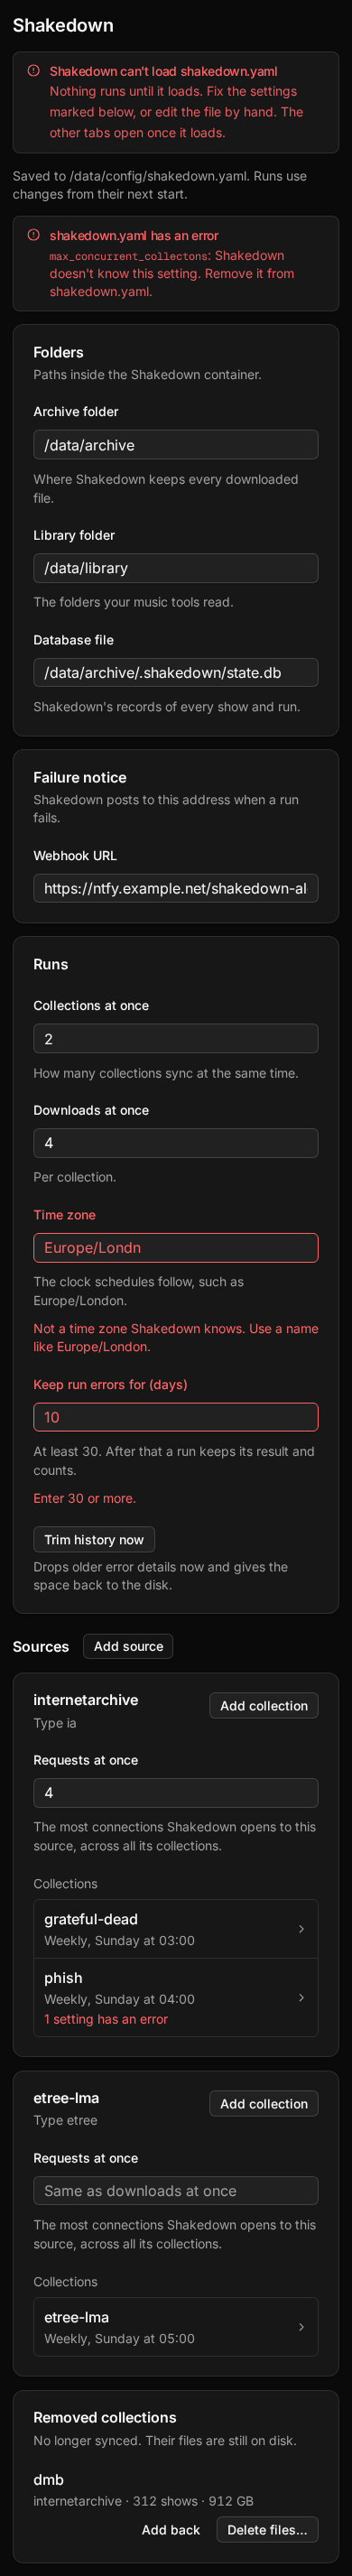 Shakedown
Shakedown can't load shakedown.yaml
Nothing runs until it loads. Fix the settings
marked below, or edit the file by hand. The
other tabs open once it loads.
Saved to /data/config/shakedown.yaml. Runs use
changes from their next start.
shakedown.yaml has an error
max_concurrent_collectons: Shakedown
doesn't know this setting. Remove it from
shakedown.yaml.
Folders
Paths inside the Shakedown container.
Archive folder
/data/archive
Where Shakedown keeps every downloaded
file.
Library folder
/data/library
The folders your music tools read.
Database file
/data/archive/.shakedown/state.db
Shakedown's records of every show and run.
Failure notice
Shakedown posts to this address when a run
fails.
Webhook URL
https://ntfy.example.net/shakedown-al
Runs
Collections at once
2
How many collections sync at the same time.
Downloads at once
4
Per collection.
Time zone
Europe/Londn
The clock schedules follow, such as
Europe/London.
Not a time zone Shakedown knows. Use a name
like Europe/London.
Keep run errors for (days)
10
At least 30. After that a run keeps its result and
counts.
Enter 30 or more.
Trim history now
Drops older error details now and gives the
space back to the disk.
Sources
Add source
internetarchive
Add collection
Type ia
Requests at once
4
The most connections Shakedown opens to this
source, across all its collections.
Collections
grateful-dead
Weekly, Sunday at 03:00
phish
Weekly, Sunday at 04:00
1 setting has an error
etree-lma
Add collection
Type etree
Requests at once
Same as downloads at once
The most connections Shakedown opens to this
source, across all its collections.
Collections
etree-lma
Weekly, Sunday at 05:00
Removed collections
No longer synced. Their files are still on disk.
dmb
internetarchive · 312 shows · 912 GB
Add back
Delete files…